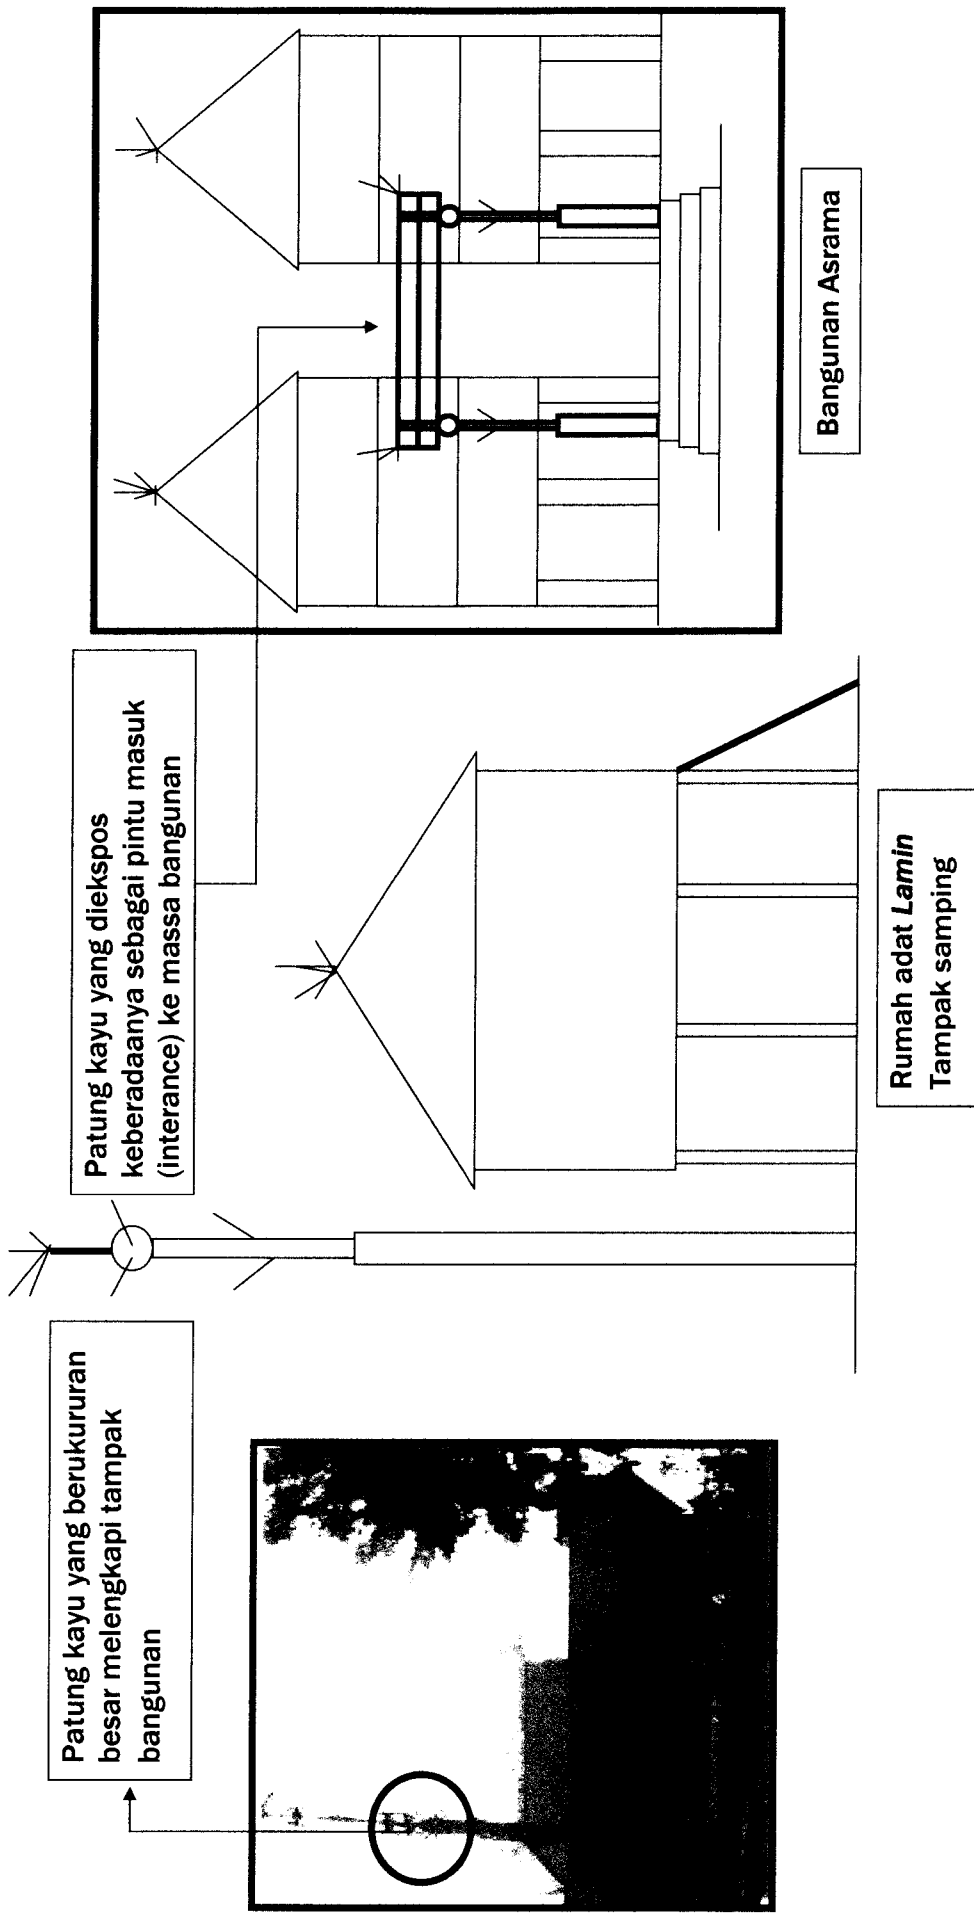 Patung kayu yang berukururan
besar melengkapi tampak
bangunan
Patung kayu yang diekspos
keberadaanya sebagai pintu masuk
(interance) ke massa bangunan
Rumah adat Lamin
Tampak samping
Bangunan Asrama